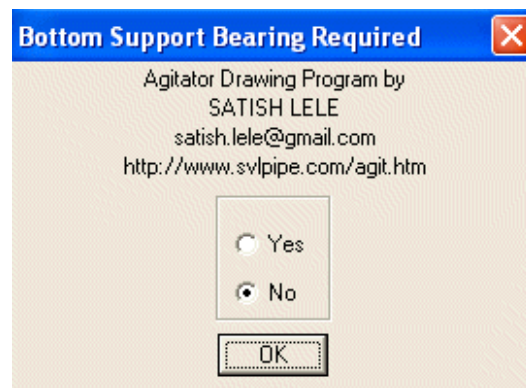 Bottom Support Bearing Required
Agitator Drawing Program by
SATISH LELE
satish.lele@gmail.com
http://www.svlpipe.com/agit.htm
Yes
No
OK